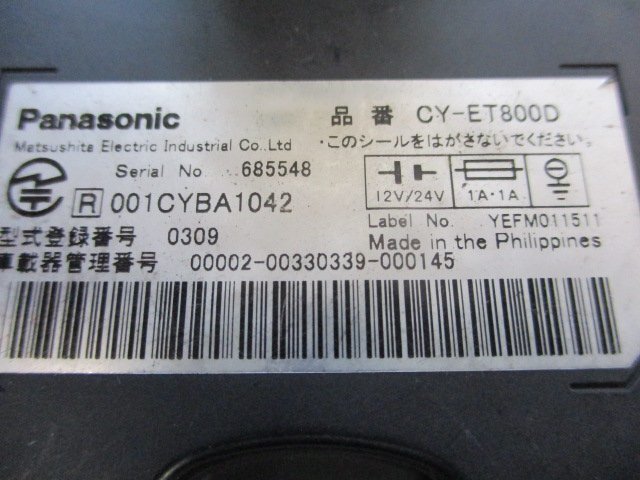 Panasonic 品番 CY-ET800D
Matsushita Electric Industrial Co.,Ltd ・このシールをはがさないでください。
Serial No. 685548
R 001CYBA1042
12V/24V 1A・1A
Label No. YEFM011511
型式登録番号 0309
Made in the Philippines
車載器管理番号 00002-00330339-000145